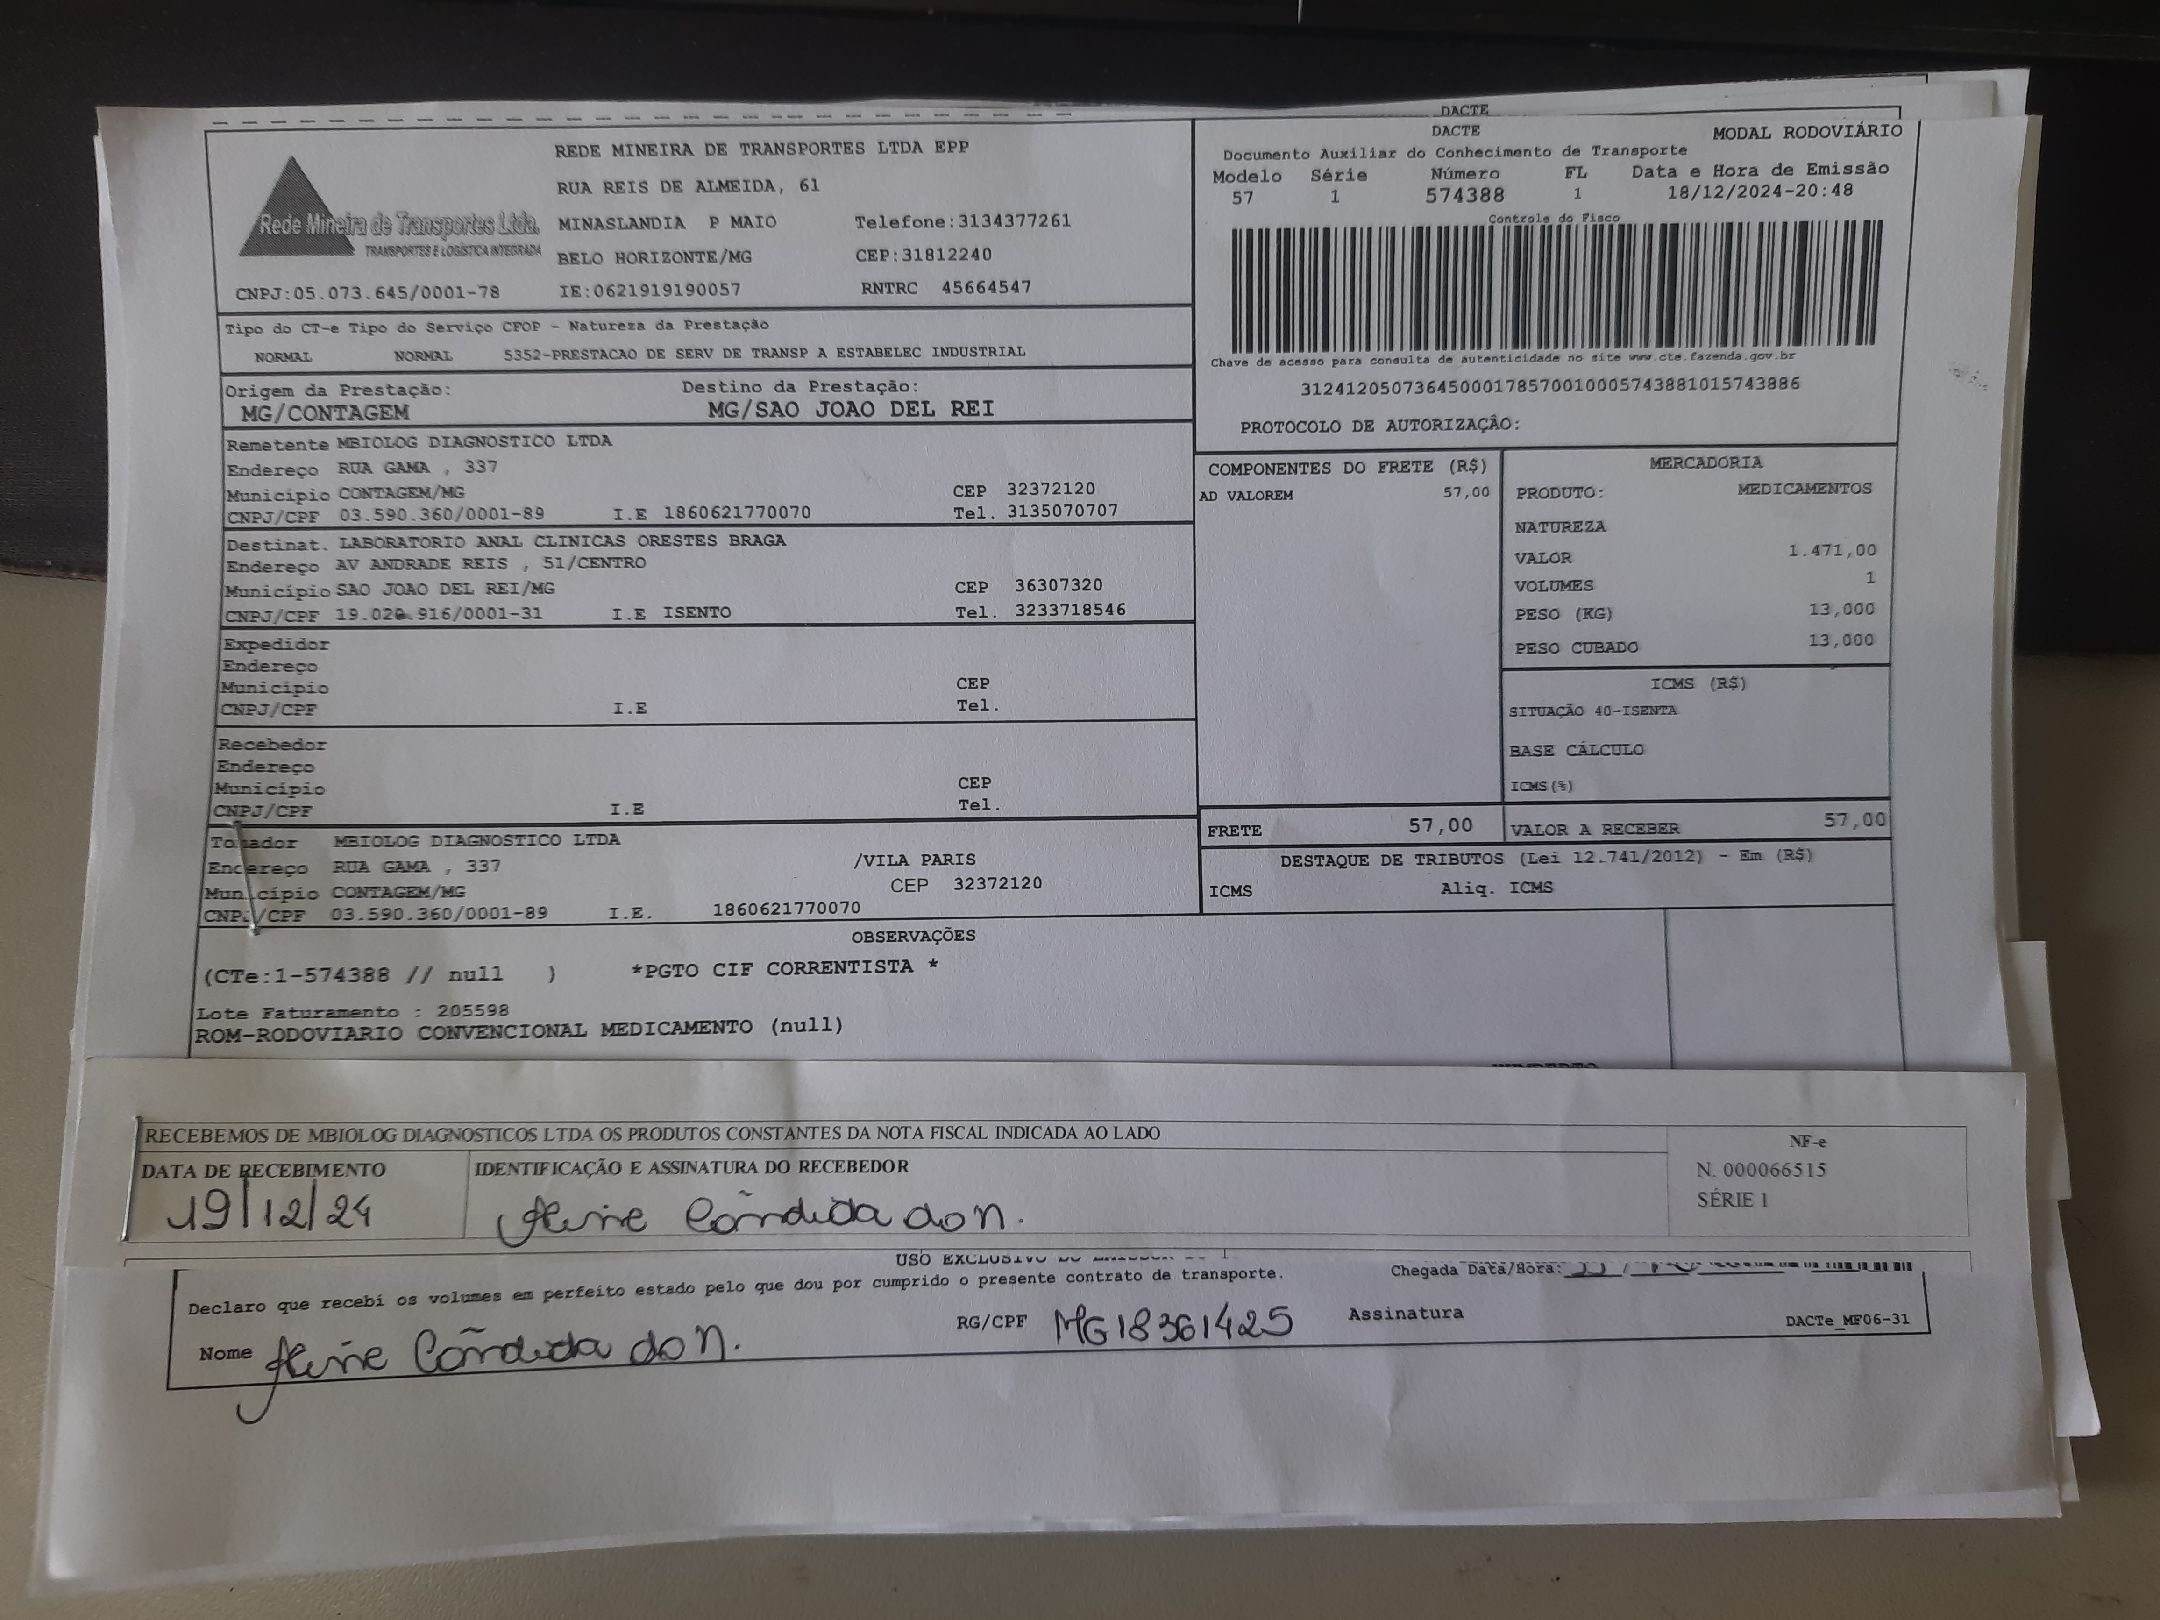 DACTE
REDE MINEIRA DE TRANSPORTES LTDA EPP
RUA REIS DE ALMEIDA, 61
MINASLANDIA P MAIO Telefone:3134377261
BELO HORIZONTE/MG CEP:31812240
CNPJ:05.073.645/0001-78 IE:0621919190057 RNTRC 45664547
Rede Mineira de Transportes Ltda.
TRANSPORTES E LOGÍSTICA INTEGRADA
DACTE MODAL RODOVIÁRIO
Documento Auxiliar do Conhecimento de Transporte
Modelo Série Número FL Data e Hora de Emissão
57 1 574388 1 18/12/2024-20:48
Controle do Fisco
Chave de acesso para consulta de autenticidade no site www.cte.fazenda.gov.br
31241205073645000178570010005743881015743886
PROTOCOLO DE AUTORIZAÇÃO:
Tipo do CT-e Tipo do Serviço CFOP - Natureza da Prestação
NORMAL NORMAL 5352-PRESTACAO DE SERV DE TRANSP A ESTABELEC INDUSTRIAL
Origem da Prestação: Destino da Prestação:
MG/CONTAGEM MG/SAO JOAO DEL REI
Remetente MBIOLOG DIAGNOSTICO LTDA
Endereço RUA GAMA , 337
Município CONTAGEM/MG CEP 32372120
CNPJ/CPF 03.590.360/0001-89 I.E 1860621770070 Tel. 3135070707
Destinat. LABORATORIO ANAL CLINICAS ORESTES BRAGA
Endereço AV ANDRADE REIS , 51/CENTRO
Município SAO JOAO DEL REI/MG CEP 36307320
CNPJ/CPF I.E ISENTO Tel. 3233718546
Expedidor
Endereço
Município CEP
CNPJ/CPF I.E Tel.
Recebedor
Endereço
Município CEP
CNPJ/CPF I.E Tel.
Tomador MBIOLOG DIAGNOSTICO LTDA
Endereço RUA GAMA , 337 /VILA PARIS
Município CONTAGEM/MG CEP 32372120
CNPJ/CPF 03.590.360/0001-89 I.E. 1860621770070
COMPONENTES DO FRETE (R$)
AD VALOREM 57,00
MERCADORIA
PRODUTO: MEDICAMENTOS
NATUREZA
VALOR 1.471,00
VOLUMES 1
PESO (KG) 13,000
PESO CUBADO 13,000
ICMS (R$)
SITUAÇÃO 40-ISENTA
BASE CÁLCULO
ICMS(%)
FRETE 57,00 VALOR A RECEBER 57,00
DESTAQUE DE TRIBUTOS (Lei 12.741/2012) - Em (R$)
ICMS Aliq. ICMS
OBSERVAÇÕES
(CTe:1-574388 // null ) *PGTO CIF CORRENTISTA *
Lote Faturamento : 205598
ROM-RODOVIARIO CONVENCIONAL MEDICAMENTO (null)
RECEBEMOS DE MBIOLOG DIAGNOSTICOS LTDA OS PRODUTOS CONSTANTES DA NOTA FISCAL INDICADA AO LADO
DATA DE RECEBIMENTO IDENTIFICAÇÃO E ASSINATURA DO RECEBEDOR
19/12/24 Cândida do N.
NF-e
N. 000066515
SÉRIE 1
USO EXCLUSIVO
Declaro que recebi os volumes em perfeito estado pelo que dou por cumprido o presente contrato de transporte. Chegada Data/Hora:
Nome Cândida do N. RG/CPF MG18361425 Assinatura
DACTe_MF06-31